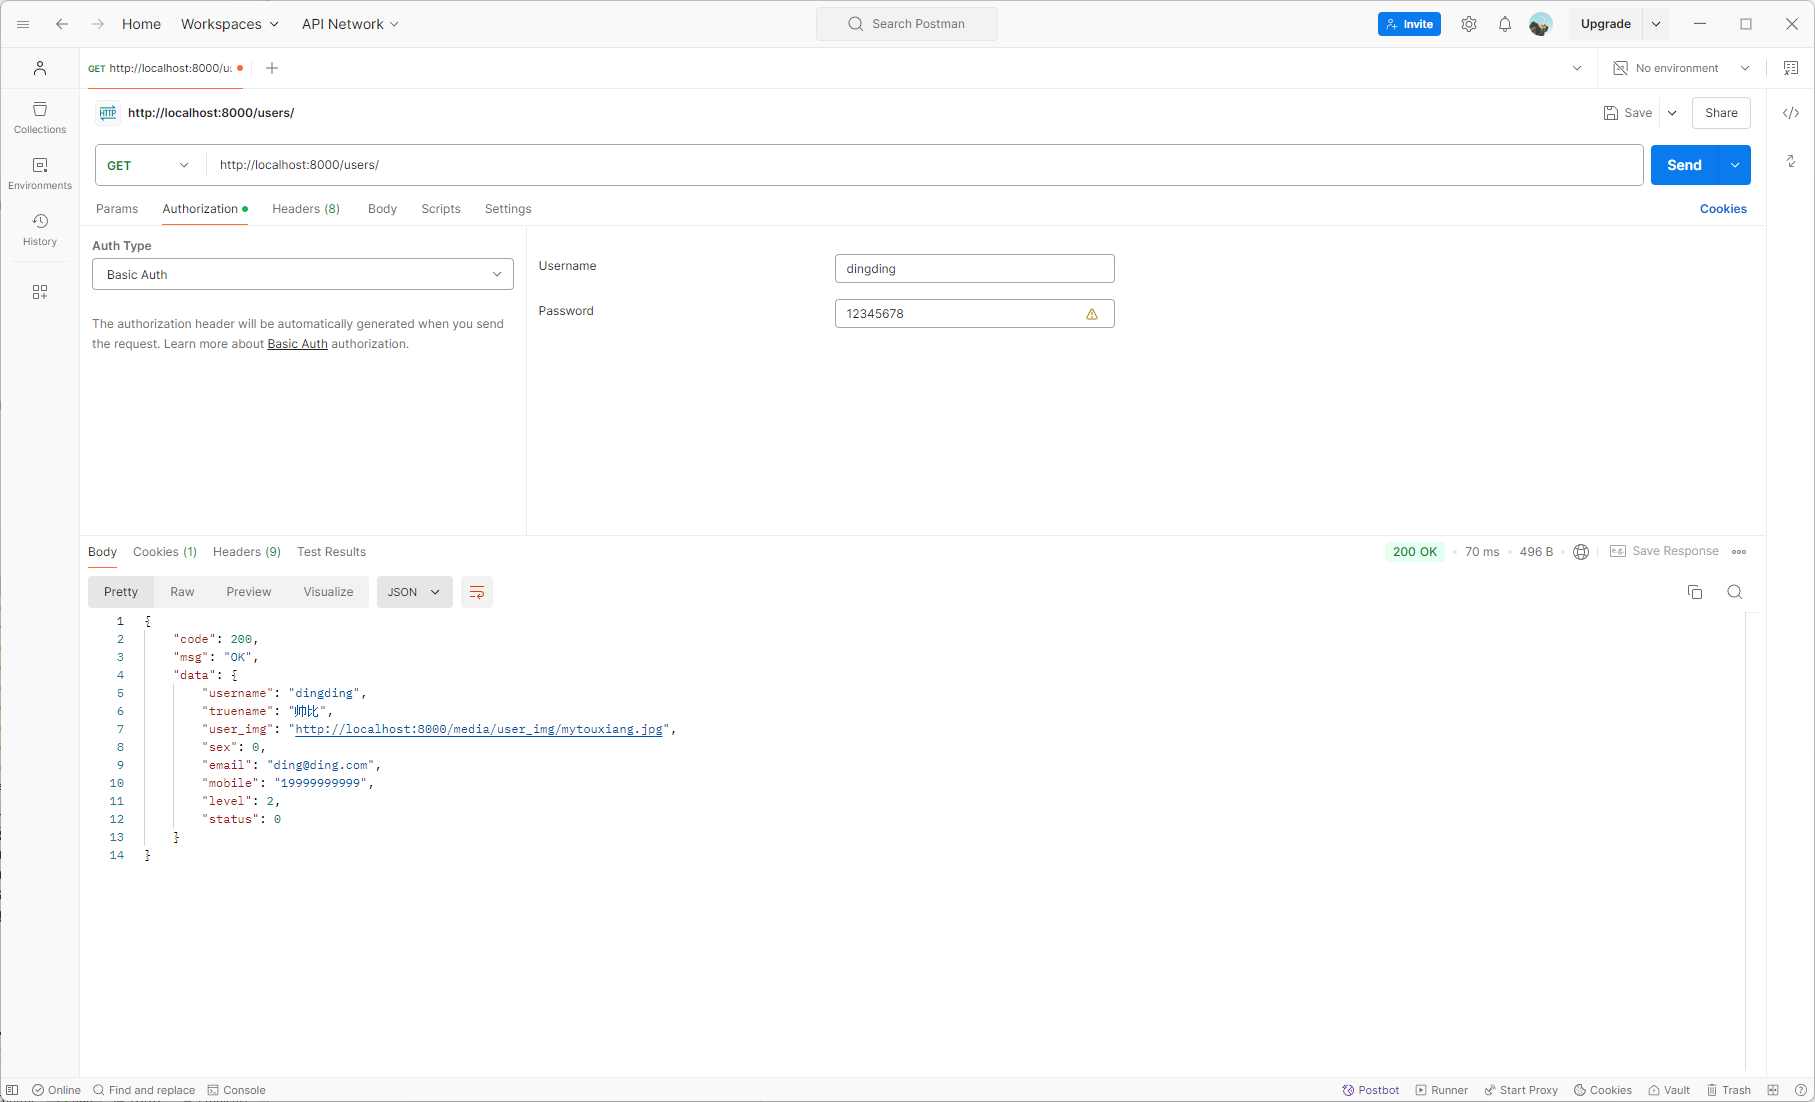 Home Workspaces API Network Search Postman Invite Upgrade
GET http://localhost:8000/us No environment
HTTP http://localhost:8000/users/ Save Share
Collections
GET http://localhost:8000/users/ Send
Environments
Params Authorization Headers (8) Body Scripts Settings Cookies
History
Auth Type
Basic Auth
The authorization header will be automatically generated when you send
the request. Learn more about Basic Auth authorization.
Username dingding
Password 12345678
Body Cookies (1) Headers (9) Test Results 200 OK 70 ms 496 B e.g. Save Response
Pretty Raw Preview Visualize JSON
1 {
2 "code": 200,
3 "msg": "OK",
4 "data": {
5 "username": "dingding",
6 "truename": "帅比",
7 "user_img": "http://localhost:8000/media/user_img/mytouxiang.jpg",
8 "sex": 0,
9 "email": "ding@ding.com",
10 "mobile": "19999999999",
11 "level": 2,
12 "status": 0
13 }
14 }
Online Find and replace Console Postbot Runner Start Proxy Cookies Vault Trash